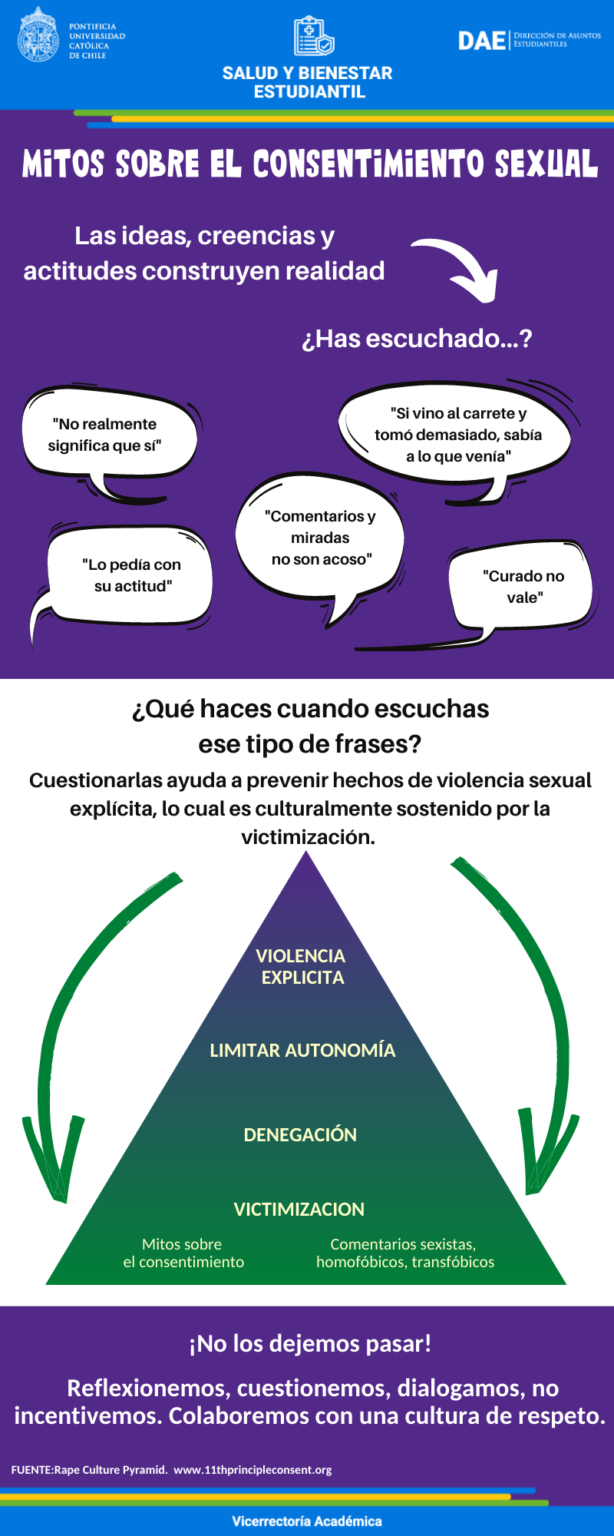 PONTIFICIA
UNIVERSIDAD
CATÓLICA
DE CHILE
SALUD Y BIENESTAR
ESTUDIANTIL
DAE
DIRECCIÓN DE ASUNTOS
ESTUDIANTILES
MiTOS SOBRE EL CONSENTiMiENTO SEXUAL
Las ideas, creencias y
actitudes construyen realidad
¿Has escuchado...?
"No realmente
significa que sí"
"Si vino al carrete y
tomó demasiado, sabía
a lo que venía"
"Comentarios y
miradas
no son acoso"
"Lo pedía con
su actitud"
"Curado no
vale"
¿Qué haces cuando escuchas
ese tipo de frases?
Cuestionarlas ayuda a prevenir hechos de violencia sexual
explícita, lo cual es culturalmente sostenido por la
victimización.
VIOLENCIA
EXPLICITA
LIMITAR AUTONOMÍA
DENEGACIÓN
VICTIMIZACION
Mitos sobre
el consentimiento
Comentarios sexistas,
homofóbicos, transfóbicos
¡No los dejemos pasar!
Reflexionemos, cuestionemos, dialogamos, no
incentivemos. Colaboremos con una cultura de respeto.
FUENTE:Rape Culture Pyramid. www.11thprincipleconsent.org
Vicerrectoría Académica